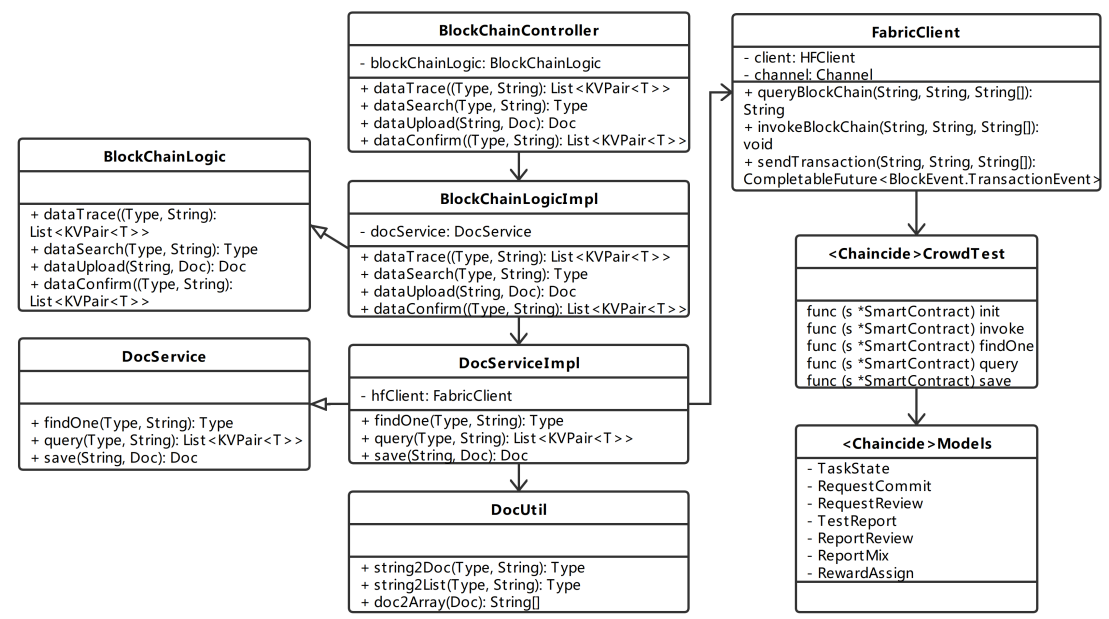 BlockChainController
- blockChainLogic: BlockChainLogic
+ dataTrace((Type, String): List<KVPair<T>>
+ dataSearch(Type, String): Type
+ dataUpload(String, Doc): Doc
+ dataConfirm((Type, String): List<KVPair<T>>
FabricClient
- client: HFClient
- channel: Channel
+ queryBlockChain(String, String, String[]):
String
+ invokeBlockChain(String, String, String[]):
void
+ sendTransaction(String, String, String[]):
CompletableFuture<BlockEvent.TransactionEvent>
BlockChainLogic
+ dataTrace((Type, String):
List<KVPair<T>>
+ dataSearch(Type, String): Type
+ dataUpload(String, Doc): Doc
+ dataConfirm((Type, String):
List<KVPair<T>>
BlockChainLogicImpl
- docService: DocService
+ dataTrace((Type, String): List<KVPair<T>>
+ dataSearch(Type, String): Type
+ dataUpload(String, Doc): Doc
+ dataConfirm((Type, String): List<KVPair<T>>
<Chaincide>CrowdTest
func (s *SmartContract) init
func (s *SmartContract) invoke
func (s *SmartContract) findOne
func (s *SmartContract) query
func (s *SmartContract) save
DocService
+ findOne(Type, String): Type
+ query(Type, String): List<KVPair<T>>
+ save(String, Doc): Doc
DocServiceImpl
- hfClient: FabricClient
+ findOne(Type, String): Type
+ query(Type, String): List<KVPair<T>>
+ save(String, Doc): Doc
<Chaincide>Models
- TaskState
- RequestCommit
- RequestReview
- TestReport
- ReportReview
- ReportMix
- RewardAssign
DocUtil
+ string2Doc(Type, String): Type
+ string2List(Type, String): Type
+ doc2Array(Doc): String[]